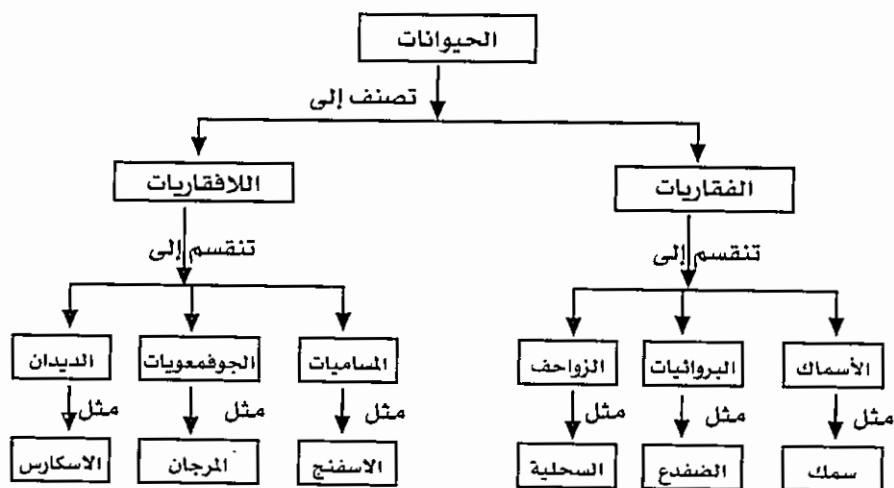 الحيوانات
تصنف إلى
الفقاريات
اللافقاريات
تنقسم إلى
تنقسم إلى
الأسماك
البروائيات
الزواحف
المساميات
الجوفمعويات
الديدان
مثل
مثل
مثل
مثل
مثل
مثل
سمك
الضفدع
السحلية
الاسفنج
المرجان
الاسكارس